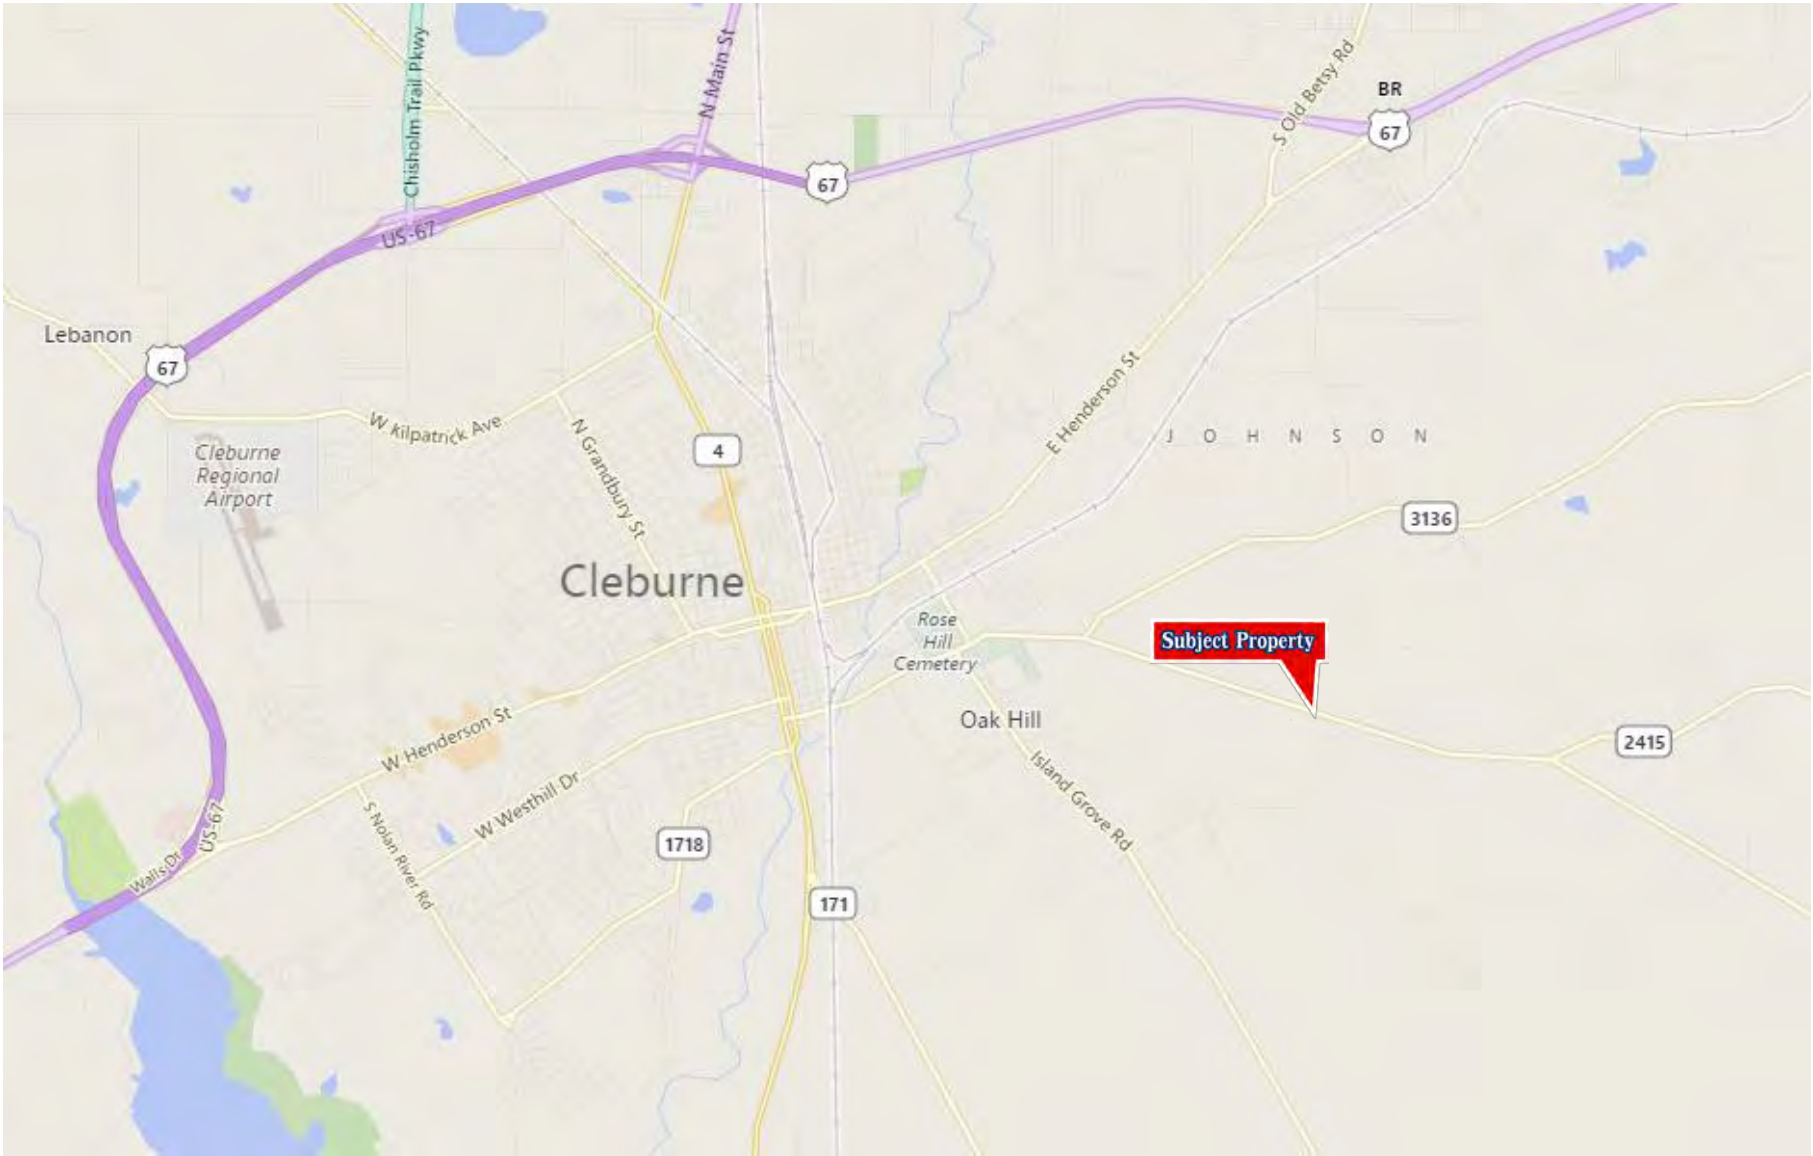 Chisholm Trail Pkwy
N Main St
S Old Betsy Rd
BR
67
67
US-67
Lebanon
67
W Kilpatrick Ave
E Henderson St
N Grandbury St
4
J O H N S O N
Cleburne
Regional
Airport
3136
Cleburne
Rose
Hill
Cemetery
Subject Property
Oak Hill
2415
W Henderson St
W Westhill Dr
Island Grove Rd
S Nolan River Rd
US-67
Walls Dr
1718
171